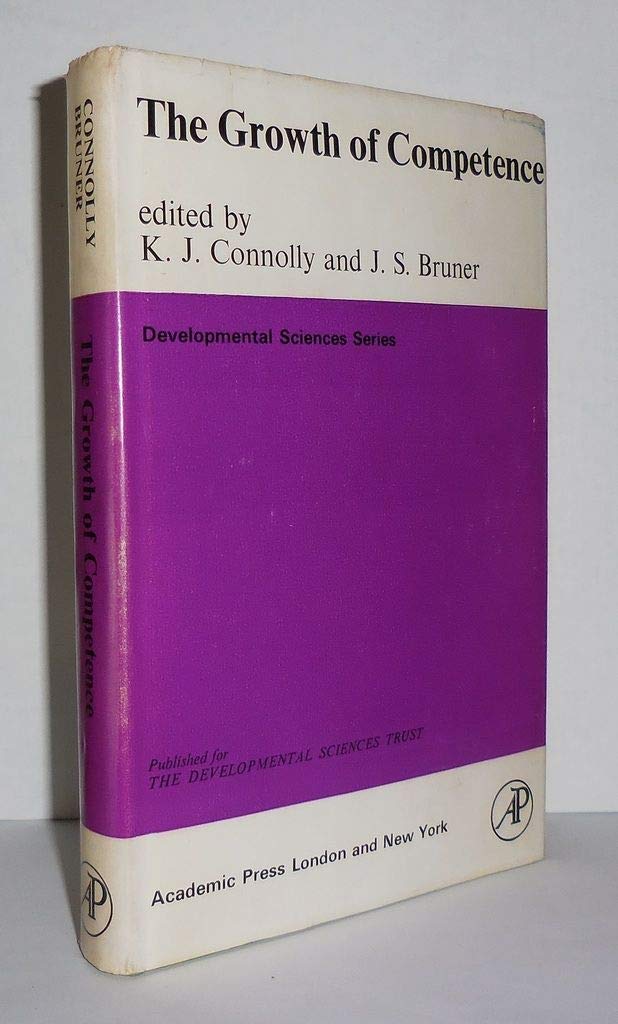 The Growth of Competence
edited by
K. J. Connolly and J. S. Bruner
Developmental Sciences Series
Published for
THE DEVELOPMENTAL SCIENCES TRUST
Academic Press London and New York
AP
CONNOLLY
BRUNER
The Growth of Competence
AP